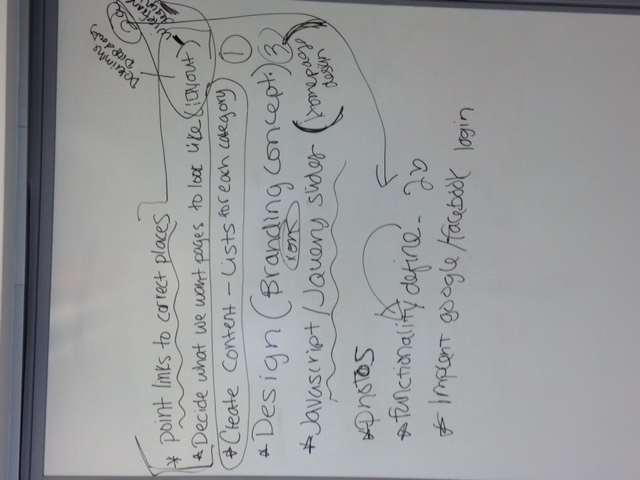 Determine
Dropdowns
2a
* point links to correct places
* Decide what we want pages to look like (layout) - Wireframe
design
* Create Content - Lists for each category 1
* Design (Branding concept) 3
* Javascript/Jquery slider (homepage
design)
* photos
* functionality define - 2b
* Implent google/facebook login